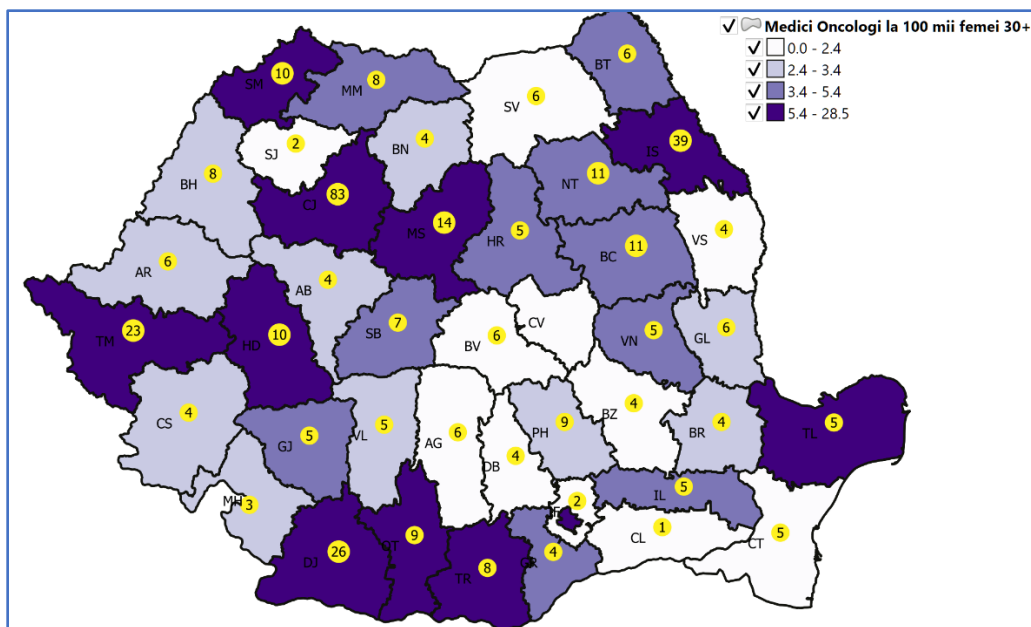 Medici Oncologi la 100 mii femei 30+
0.0 - 2.4
2.4 - 3.4
3.4 - 5.4
5.4 - 28.5
SM 10
MM 8
SV 6
BT 6
SJ 2
BN 4
IS 39
BH 8
CJ 83
MS 14
HR 5
NT 11
BC 11
VS 4
AR 6
AB 4
TM 23
HD 10
SB 7
BV 6
CV
VN 5
GL 6
CS 4
GJ 5
VL 5
AG 6
DB 4
PH 9
BZ 4
BR 4
TL 5
MH 3
DJ 26
OT 9
TR 8
GR 4
IF 2
IL 5
CL 1
CT 5